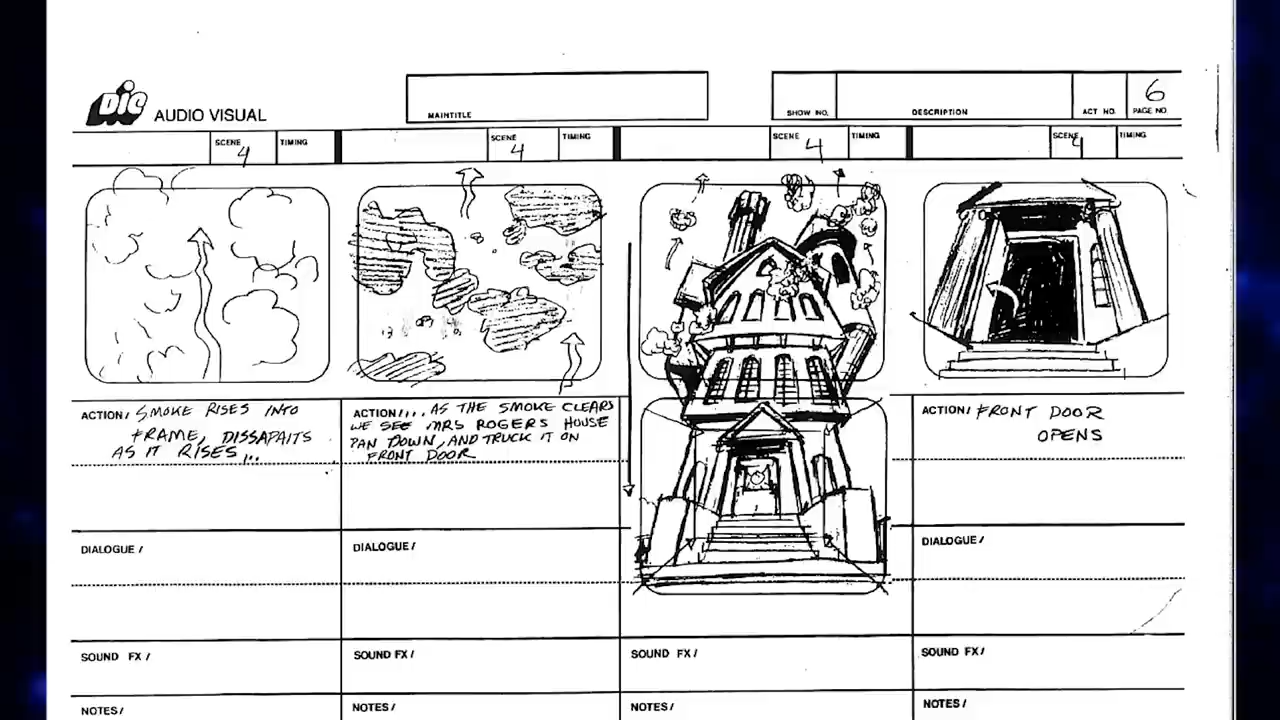 DiC AUDIO VISUAL
MAINTITLE
SHOW NO.
DESCRIPTION
ACT NO.
6
PAGE NO.
SCENE 4 TIMING
SCENE 4 TIMING
SCENE 4 TIMING
SCENE 4 TIMING
ACTION/ SMOKE RISES INTO
FRAME, DISSAPAITS
AS IT RISES...
ACTION/... AS THE SMOKE CLEARS
WE SEE MRS ROGERS HOUSE
PAN DOWN, AND TRUCK IT ON
FRONT DOOR
ACTION/ FRONT DOOR
OPENS
DIALOGUE/
DIALOGUE/
DIALOGUE/
SOUND FX/
SOUND FX/
SOUND FX/
SOUND FX/
NOTES/
NOTES/
NOTES/
NOTES/